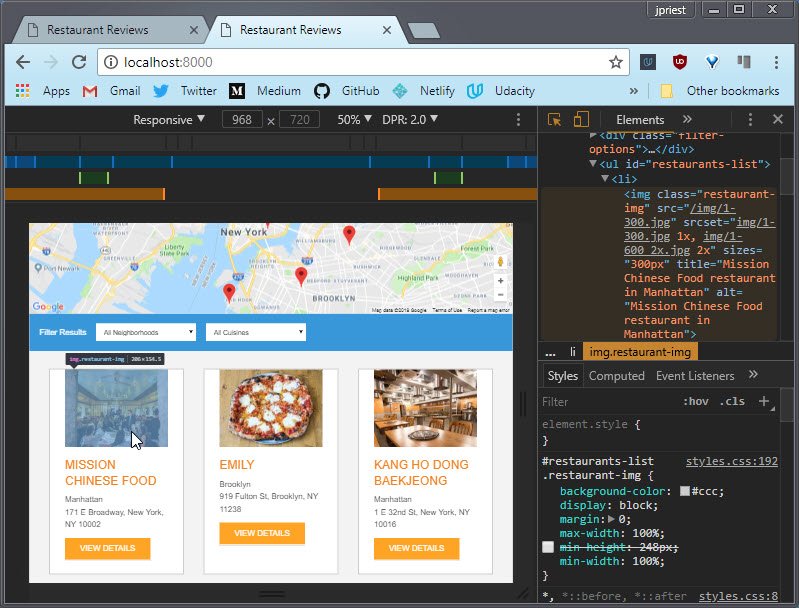 jpriest
Restaurant Reviews
Restaurant Reviews
localhost:8000
Apps Gmail Twitter Medium GitHub Netlify Udacity » Other bookmarks
Responsive ▼ 968 x 720 50% ▼ DPR: 2.0 ▼
Elements »
<div class="filter-
options">…</div>
▼<ul id="restaurants-list">
▼<li>
<img class="restaurant-
img" src="/img/1-
300.jpg" srcset="img/1-
300.jpg 1x, img/1-
600_2x.jpg 2x" sizes=
"300px" title="Mission
Chinese Food restaurant
in Manhattan" alt=
"Mission Chinese Food
restaurant in
Manhattan">
... li img.restaurant-img
Styles Computed Event Listeners »
Filter :hov .cls +
element.style {
}
#restaurants-list styles.css:192
.restaurant-img {
background-color: #ccc;
display: block;
margin:▶ 0;
max-width: 100%;
min-height: 248px;
min-width: 100%;
}
*, *::before, *::after styles.css:8
New York
WILLIAMSBURG
Liberty
State Park
Port Newark
GREENVILLE
BUSHWICK
Forest Park
Highland Park
RED HOOK
BROOKLYN
Google
Map data ©2018 Google Terms of Use Report a map error
Filter Results All Neighborhoods All Cuisines
img.restaurant-img 206×154.5
MISSION
CHINESE FOOD
Manhattan
171 E Broadway, New York,
NY 10002
VIEW DETAILS
EMILY
Brooklyn
919 Fulton St, Brooklyn, NY
11238
VIEW DETAILS
KANG HO DONG
BAEKJEONG
Manhattan
1 E 32nd St, New York, NY
10016
VIEW DETAILS